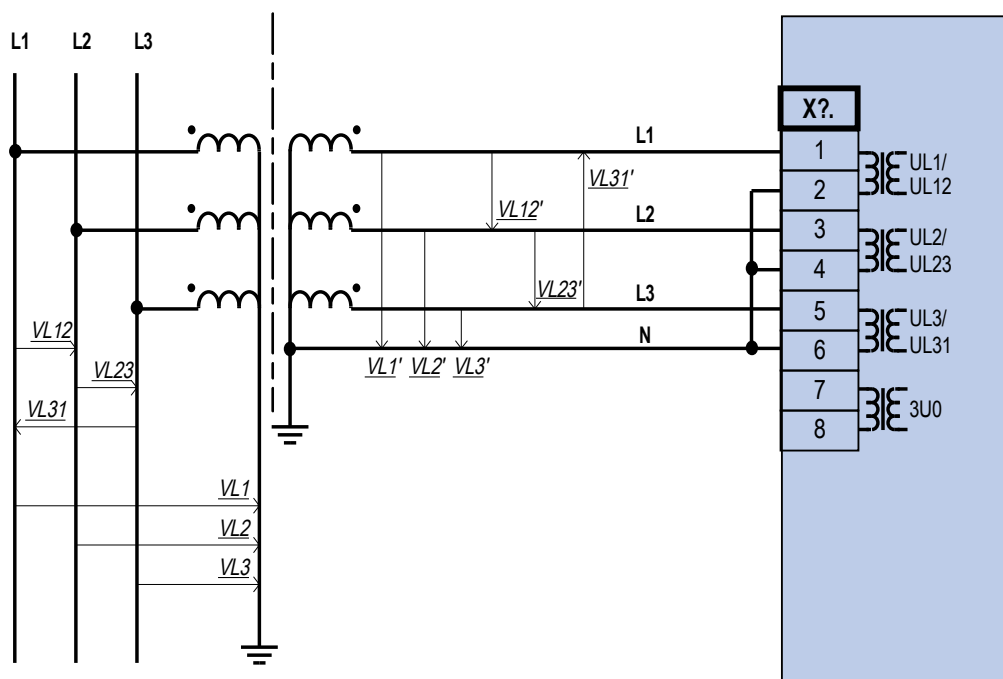 L1 L2 L3
X?.
L1
1
UL1/
VL31'
2
UL12
VL12'
L2
3
UL2/
4
UL23
VL23'
L3
5
UL3/
VL12
N
6
UL31
VL23
VL1' VL2' VL3'
7
3U0
VL31
8
VL1
VL2
VL3